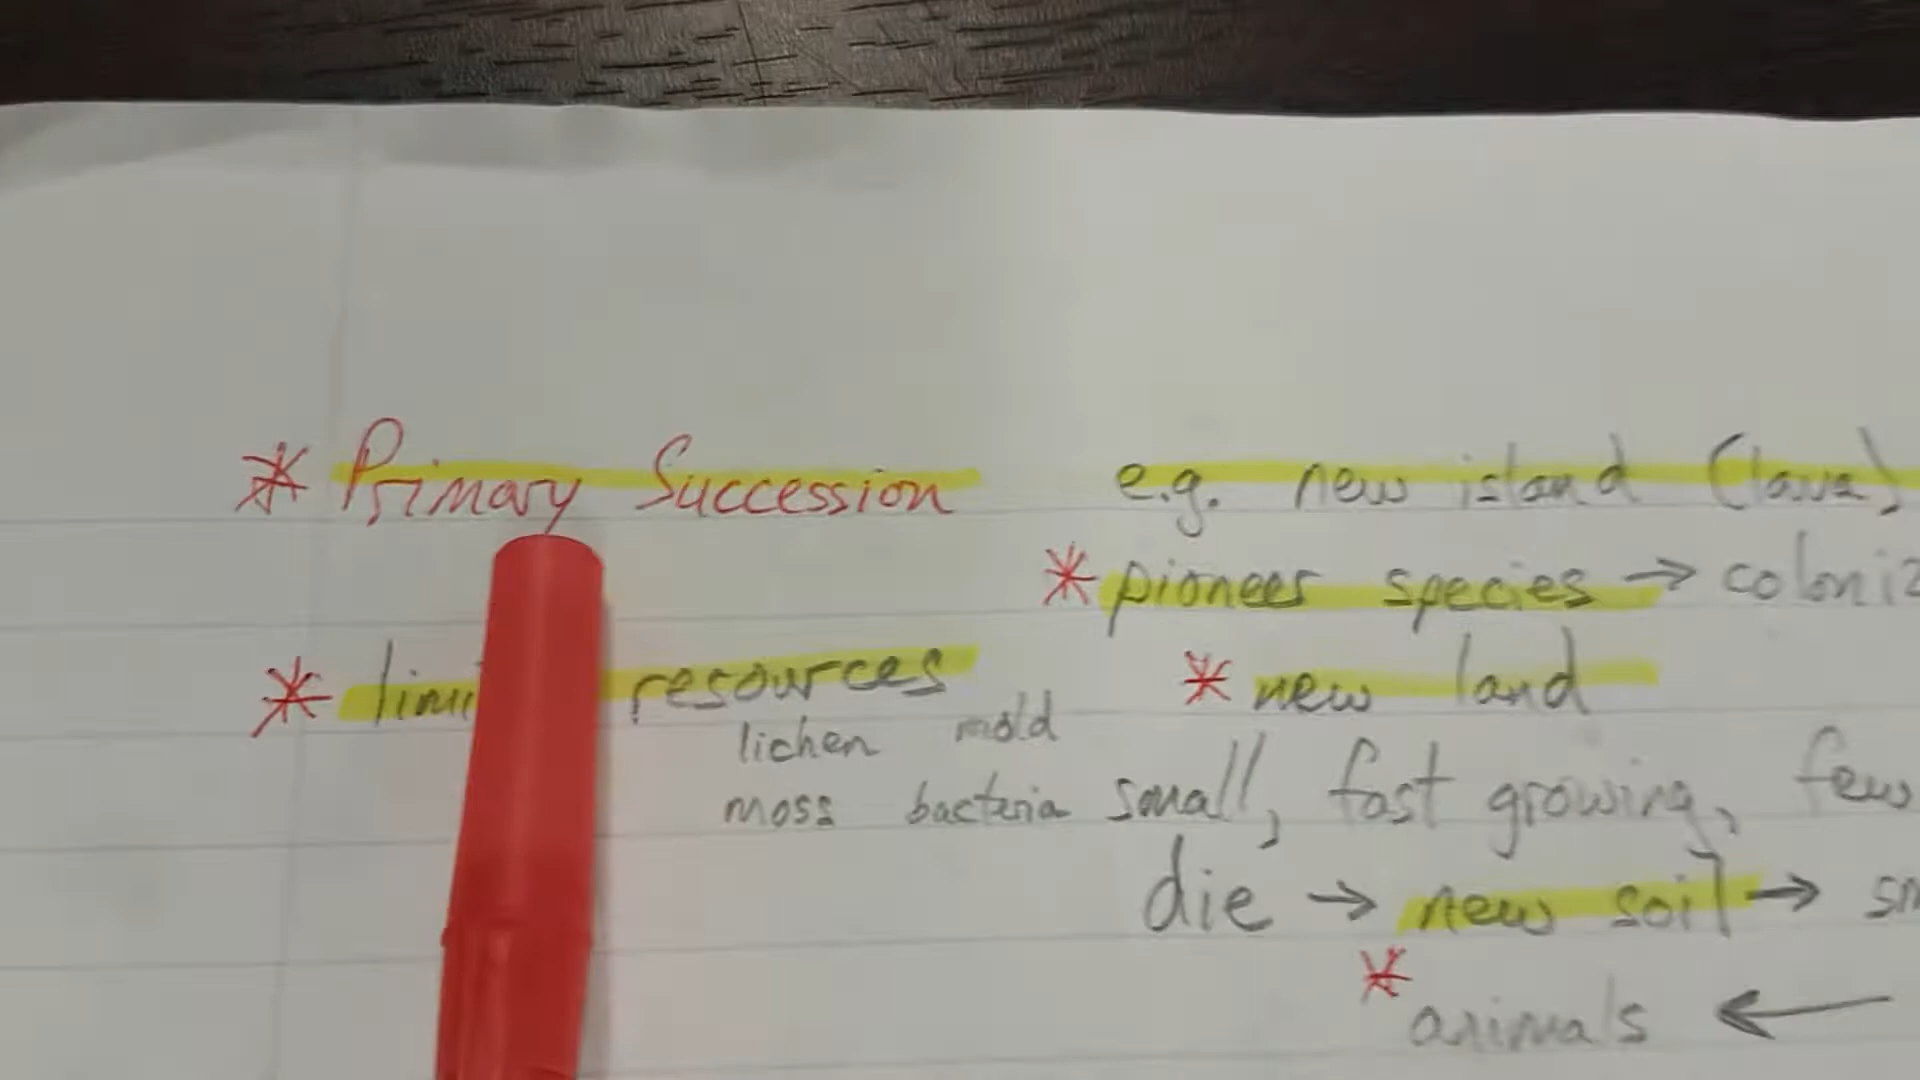 * Primary Succession e.g. new island (lava)
* pioneer species →
* resources * new land
lichen mold
moss bacteria small, fast growing, few
die → new soil →
* animals ←